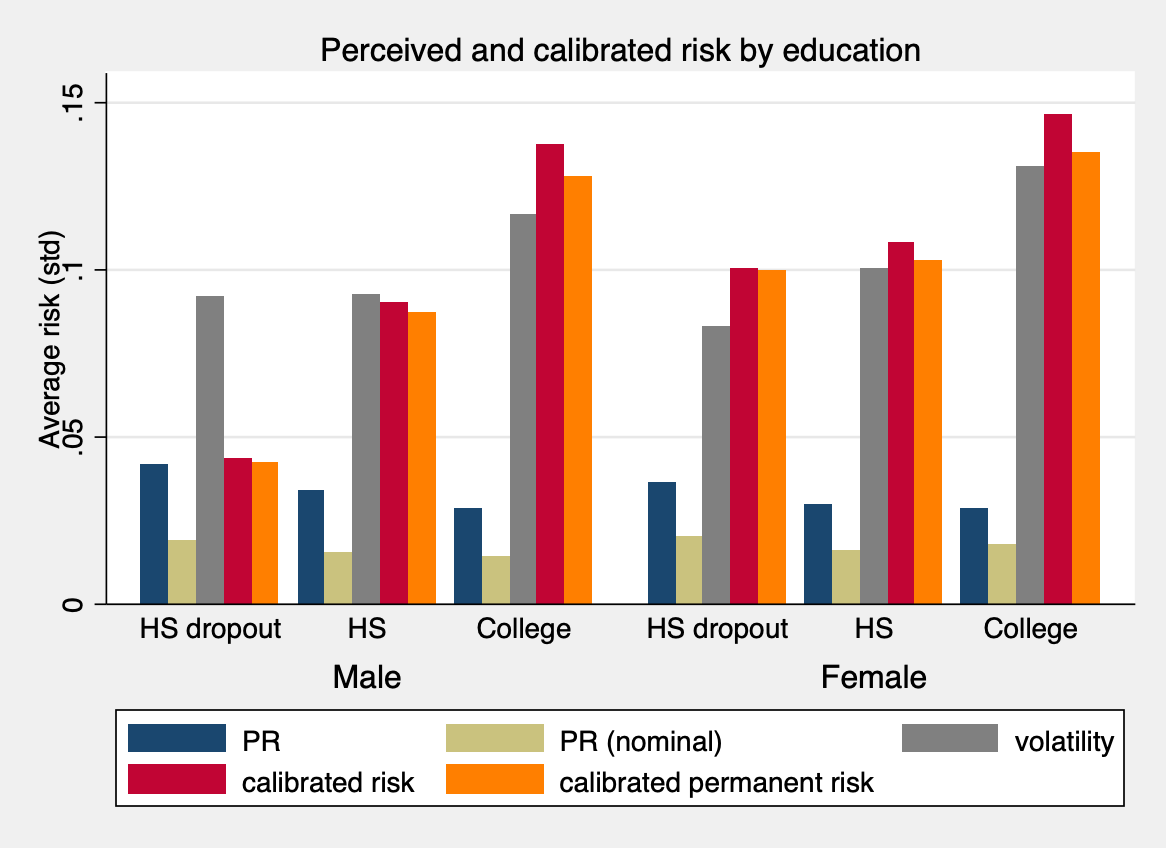 Perceived and calibrated risk by education
Average risk (std)
.15
.1
.05
0
HS dropout HS College HS dropout HS College
Male Female
PR PR (nominal) volatility
calibrated risk calibrated permanent risk